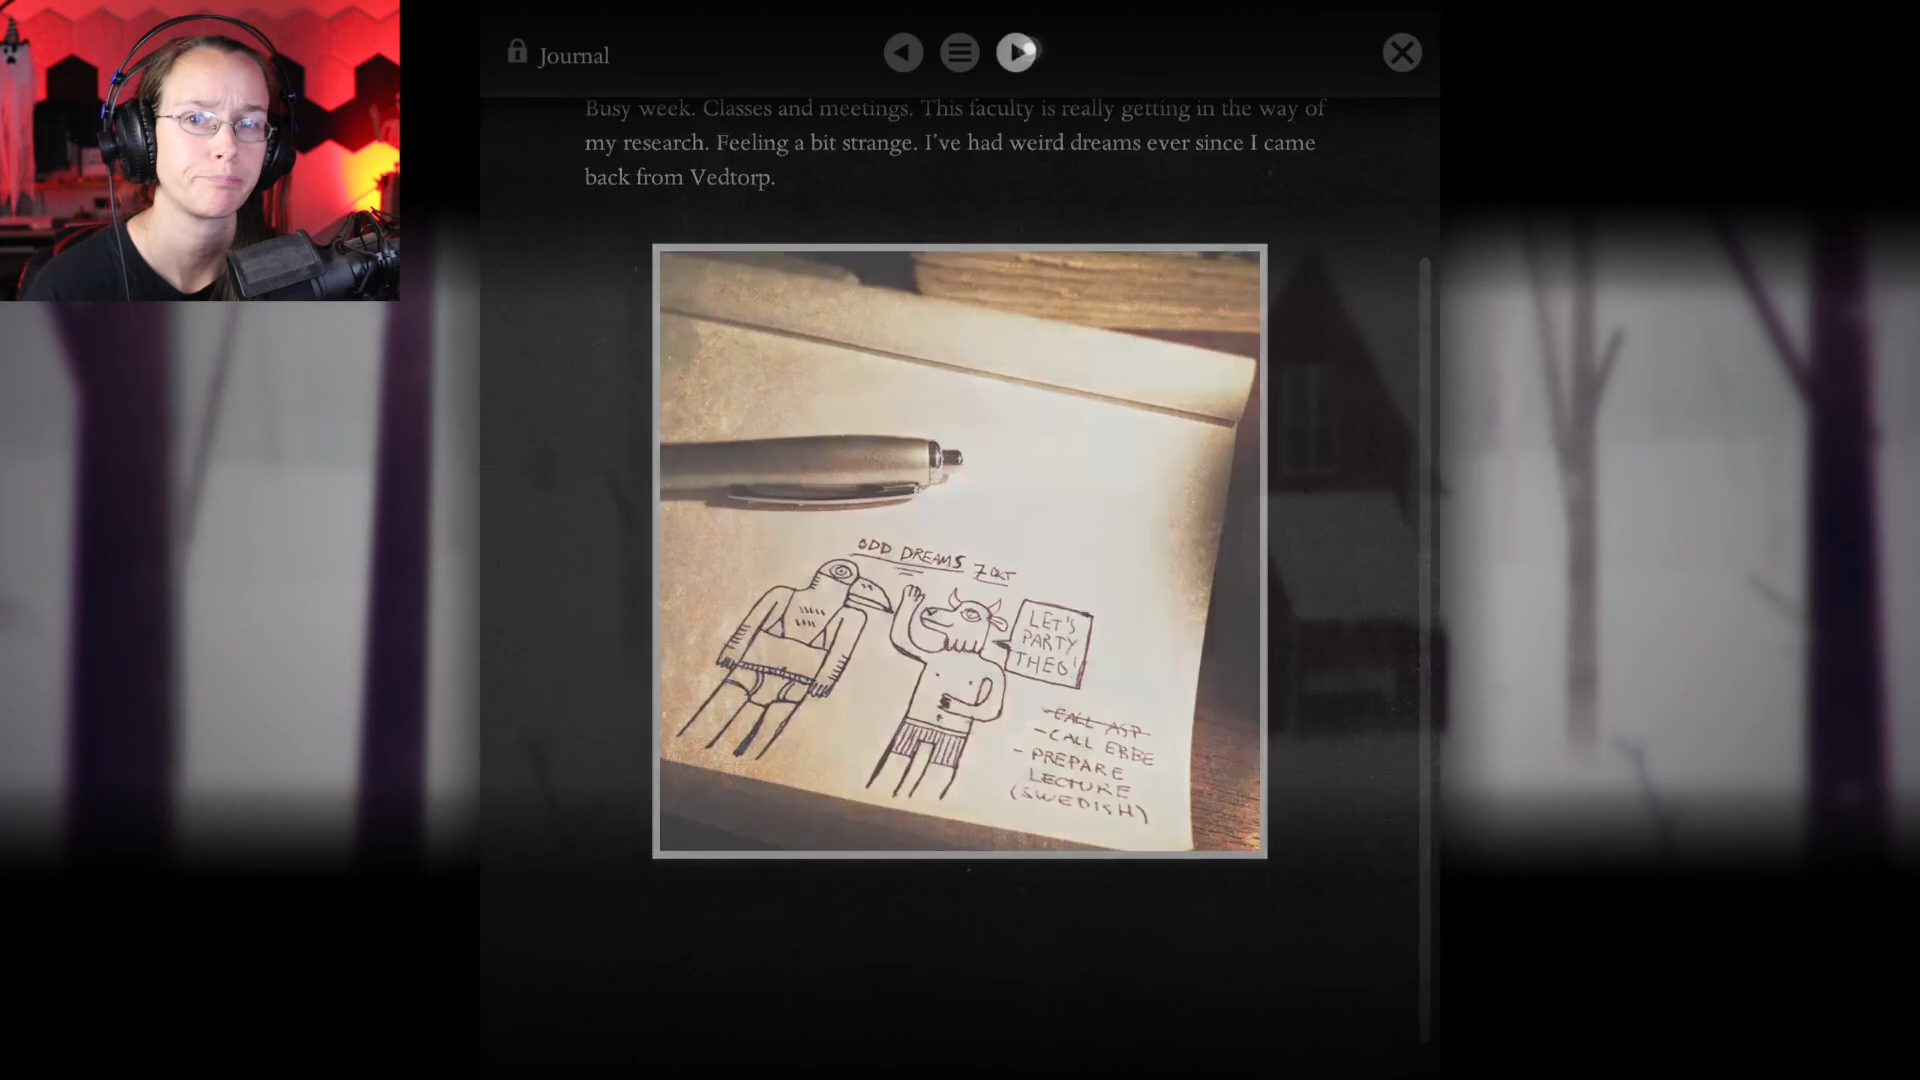 Journal
Busy week. Classes and meetings. This faculty is really getting in the way of
my research. Feeling a bit strange. I've had weird dreams ever since I came
back from Vedtorp.
ODD DREAMS 7 OKT
LET'S
PARTY
THEO!
- CALL ASP
- CALL EBBE
- PREPARE
LECTURE
(SWEDISH)